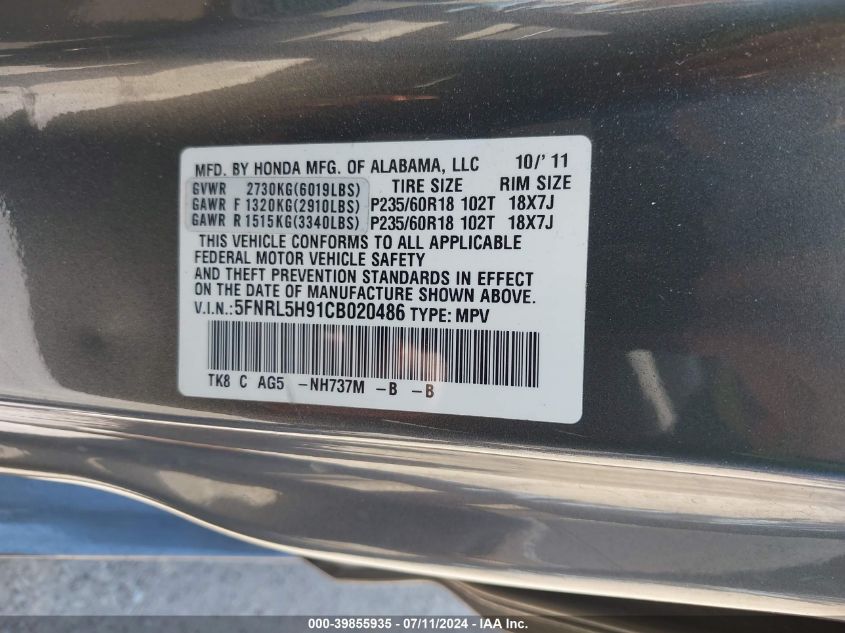 MFD. BY HONDA MFG. OF ALABAMA, LLC 10/'11
GVWR 2730KG(6019LBS) TIRE SIZE RIM SIZE
GAWR F 1320KG(2910LBS) P235/60R18 102T 18X7J
GAWR R 1515KG(3340LBS) P235/60R18 102T 18X7J
THIS VEHICLE CONFORMS TO ALL APPLICABLE
FEDERAL MOTOR VEHICLE SAFETY
AND THEFT PREVENTION STANDARDS IN EFFECT
ON THE DATE OF MANUFACTURE SHOWN ABOVE.
V.I.N.:5FNRL5H91CB020486 TYPE: MPV
TK8 C AG5 -NH737M -B -B
000-39855935 - 07/11/2024 - IAA Inc.